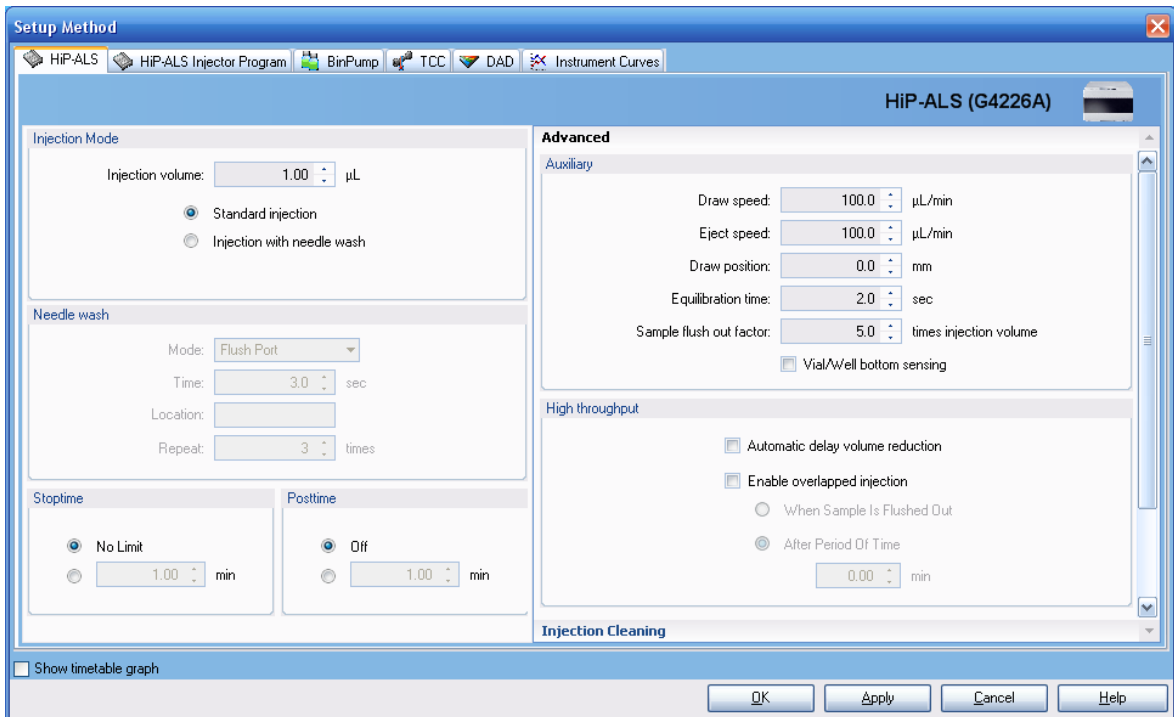 Setup Method
HiP-ALS
HiP-ALS Injector Program
BinPump
TCC
DAD
Instrument Curves
HiP-ALS (G4226A)
Injection Mode
Injection volume: 1.00 µL
Standard injection
Injection with needle wash
Needle wash
Mode: Flush Port
Time: 3.0 sec
Location:
Repeat: 3 times
Stoptime
No Limit
1.00 min
Posttime
Off
1.00 min
Advanced
Auxiliary
Draw speed: 100.0 µL/min
Eject speed: 100.0 µL/min
Draw position: 0.0 mm
Equilibration time: 2.0 sec
Sample flush out factor: 5.0 times injection volume
Vial/Well bottom sensing
High throughput
Automatic delay volume reduction
Enable overlapped injection
When Sample Is Flushed Out
After Period Of Time
0.00 min
Injection Cleaning
Show timetable graph
OK
Apply
Cancel
Help